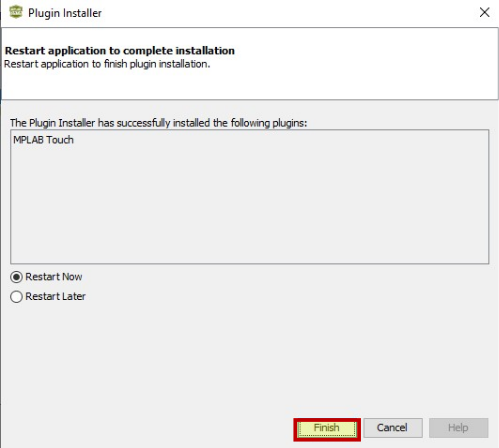 Plugin Installer
Restart application to complete installation
Restart application to finish plugin installation.
The Plugin Installer has successfully installed the following plugins:
MPLAB Touch
Restart Now
Restart Later
Finish
Cancel
Help